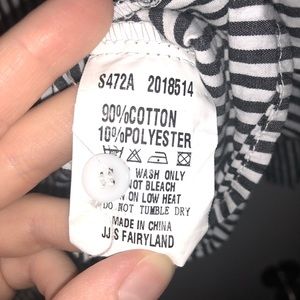 S472A 2018514
90%COTTON
10%POLYESTER
WASH ONLY
NOT BLEACH
ON LOW HEAT
DO NOT TUMBLE DRY
MADE IN CHINA
JJ'S FAIRYLAND